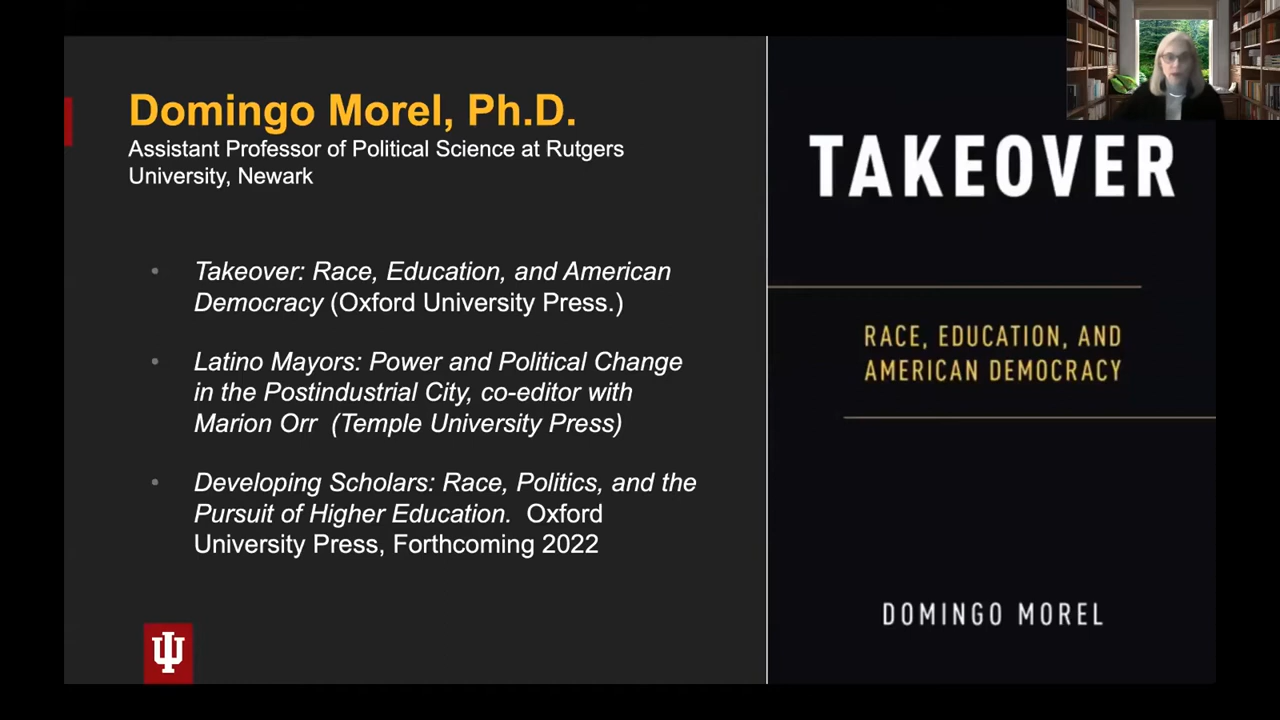 Domingo Morel, Ph.D.
Assistant Professor of Political Science at Rutgers
University, Newark
• Takeover: Race, Education, and American
Democracy (Oxford University Press.)
• Latino Mayors: Power and Political Change
in the Postindustrial City, co-editor with
Marion Orr (Temple University Press)
• Developing Scholars: Race, Politics, and the
Pursuit of Higher Education. Oxford
University Press, Forthcoming 2022
TAKEOVER
RACE, EDUCATION, AND
AMERICAN DEMOCRACY
DOMINGO MOREL